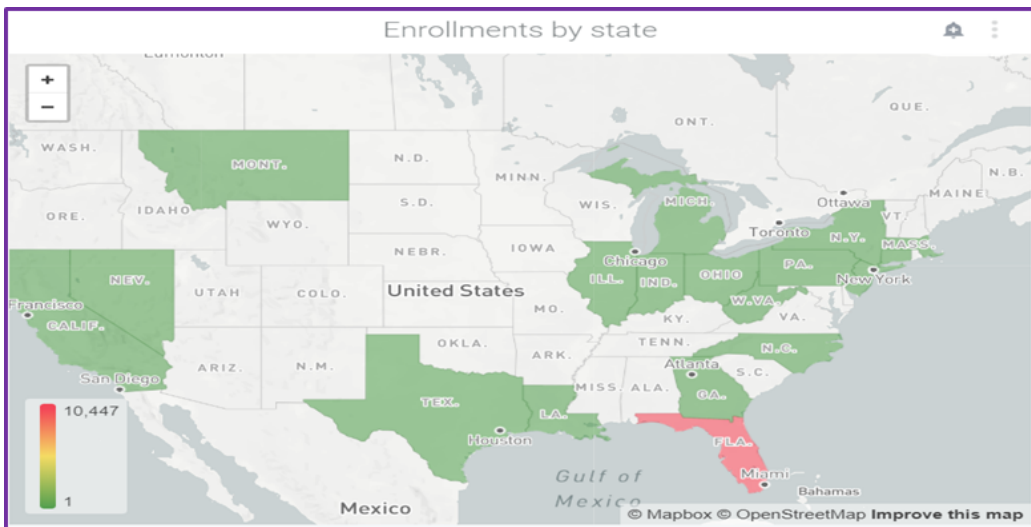 Enrollments by state
Edmonton
+
−
ONT.
QUE.
WASH.
MONT.
N.D.
MINN.
N.B.
MAINE
ORE.
IDAHO
S.D.
WIS.
MICH.
Ottawa
VT.
WYO.
Toronto
N.Y.
MASS.
NEBR.
IOWA
Chicago
NEV.
UTAH
COLO.
United States
ILL.
IND.
OHIO
PA.
New York
Francisco
CALIF.
MO.
W.VA.
VA.
KY.
ARIZ.
N.M.
OKLA.
ARK.
TENN.
N.C.
San Diego
Atlanta
S.C.
MISS.
ALA.
GA.
10,447
1
TEX.
LA.
Houston
FLA.
Gulf of
Mexico
Miami
Bahamas
Mexico
© Mapbox © OpenStreetMap Improve this map